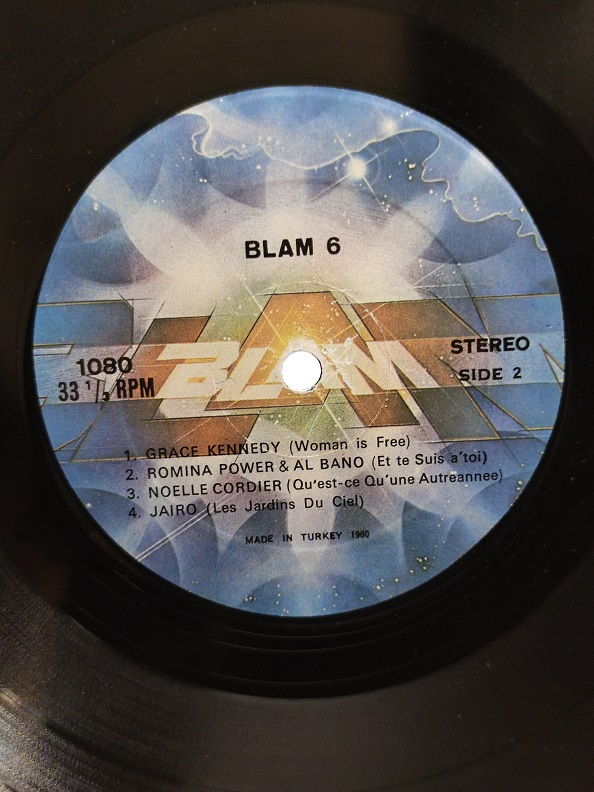 BLAM 6
BLAM
1080
33 1/3 RPM
STEREO
SIDE 2
1. GRACE KENNEDY (Woman is Free)
2. ROMINA POWER & AL BANO (Et te Suis a'toi)
3. NOELLE CORDIER (Qu'est-ce Qu'une Autreannee)
4. JAIRO (Les Jardins Du Ciel)
MADE IN TURKEY 1980